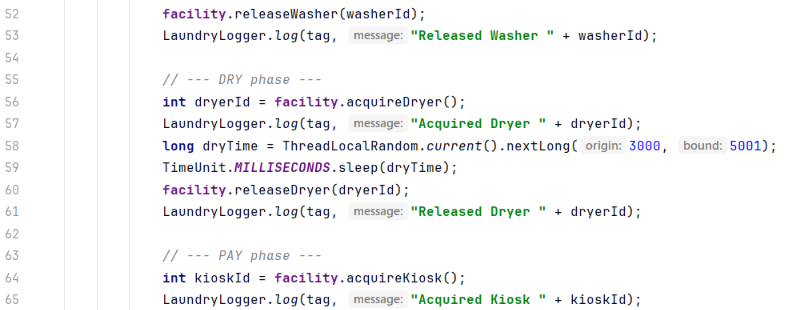 52 facility.releaseWasher(washerId);
53 LaundryLogger.log(tag, message: "Released Washer " + washerId);
54
55 // --- DRY phase ---
56 int dryerId = facility.acquireDryer();
57 LaundryLogger.log(tag, message: "Acquired Dryer " + dryerId);
58 long dryTime = ThreadLocalRandom.current().nextLong( origin: 3000, bound: 5001);
59 TimeUnit.MILLISECONDS.sleep(dryTime);
60 facility.releaseDryer(dryerId);
61 LaundryLogger.log(tag, message: "Released Dryer " + dryerId);
62
63 // --- PAY phase ---
64 int kioskId = facility.acquireKiosk();
65 LaundryLogger.log(tag, message: "Acquired Kiosk " + kioskId);